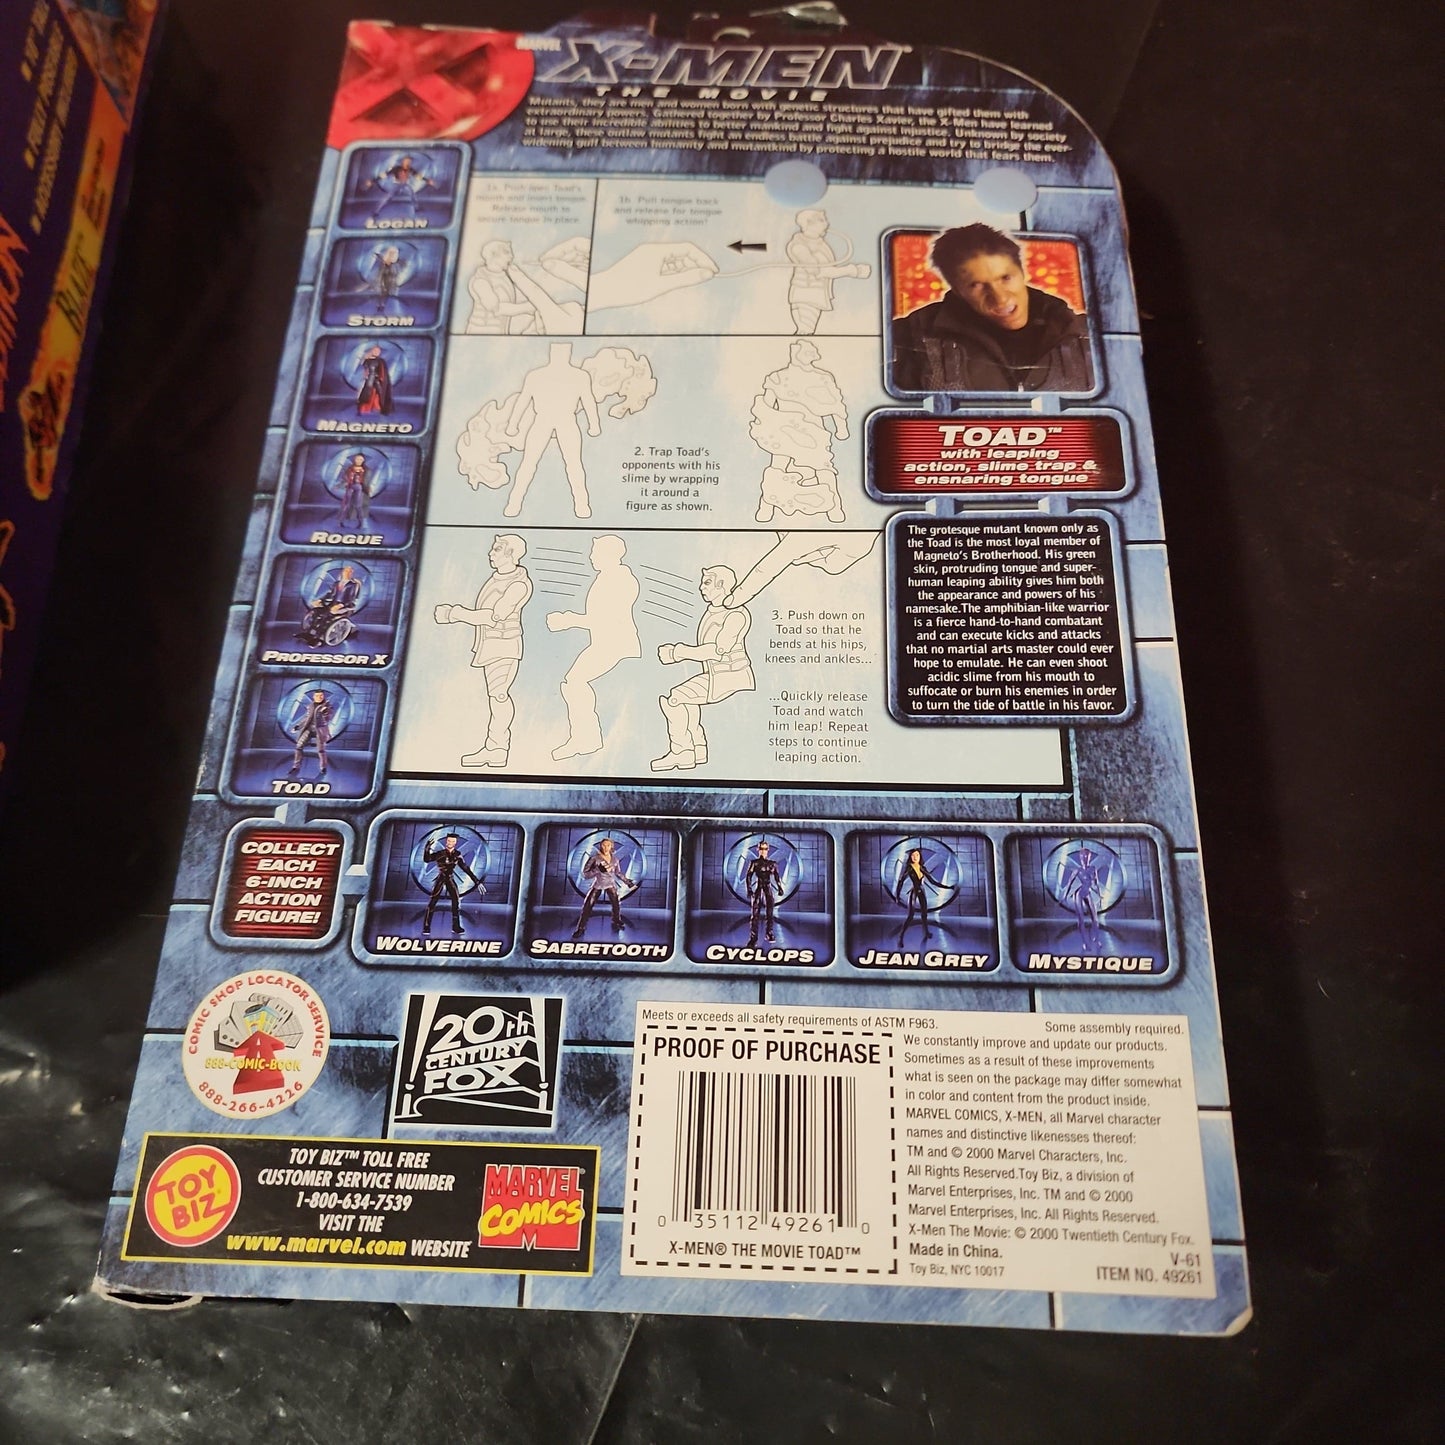 MARVEL
X-MEN
THE MOVIE
Mutants, they are men and women born with genetic structures that have gifted them with
extraordinary powers. Gathered together by Professor Charles Xavier, the X-Men have learned
to use their incredible abilities to better mankind and fight against injustice. Unknown by society
at large, these outlaw mutants fight an endless battle against prejudice and try to bridge the ever-
widening gulf between humanity and mutantkind by protecting a hostile world that fears them.
LOGAN
STORM
MAGNETO
ROGUE
PROFESSOR X
TOAD
1a. Push open Toad's
mouth and insert tongue.
Release mouth to
secure tongue in place.
1b. Pull tongue back
and release for tongue
whipping action!
2. Trap Toad's
opponents with his
slime by wrapping
it around a
figure as shown.
3. Push down on
Toad so that he
bends at his hips,
knees and ankles...
...Quickly release
Toad and watch
him leap! Repeat
steps to continue
leaping action.
TOAD™
with leaping
action, slime trap &
ensnaring tongue
The grotesque mutant known only as
the Toad is the most loyal member of
Magneto's Brotherhood. His green
skin, protruding tongue and super-
human leaping ability gives him both
the appearance and powers of his
namesake.The amphibian-like warrior
is a fierce hand-to-hand combatant
and can execute kicks and attacks
that no martial arts master could ever
hope to emulate. He can even shoot
acidic slime from his mouth to
suffocate or burn his enemies in order
to turn the tide of battle in his favor.
COLLECT
EACH
6-INCH
ACTION
FIGURE!
WOLVERINE
SABRETOOTH
CYCLOPS
JEAN GREY
MYSTIQUE
COMIC SHOP LOCATOR SERVICE
888-COMIC-BOOK
888-266-4226
20th
CENTURY
FOX
TOY
BIZ
TOY BIZ™ TOLL FREE
CUSTOMER SERVICE NUMBER
1-800-634-7539
VISIT THE
www.marvel.com WEBSITE
MARVEL
COMICS
Meets or exceeds all safety requirements of ASTM F963.
Some assembly required.
PROOF OF PURCHASE
0 35112 49261 0
X-MEN® THE MOVIE TOAD™
We constantly improve and update our products.
Sometimes as a result of these improvements
what is seen on the package may differ somewhat
in color and content from the product inside.
MARVEL COMICS, X-MEN, all Marvel character
names and distinctive likenesses thereof:
TM and © 2000 Marvel Characters, Inc.
All Rights Reserved.Toy Biz, a division of
Marvel Enterprises, Inc. TM and © 2000
Marvel Enterprises, Inc. All Rights Reserved.
X-Men The Movie: © 2000 Twentieth Century Fox.
Made in China.
Toy Biz, NYC 10017
V-61
ITEM NO. 49261